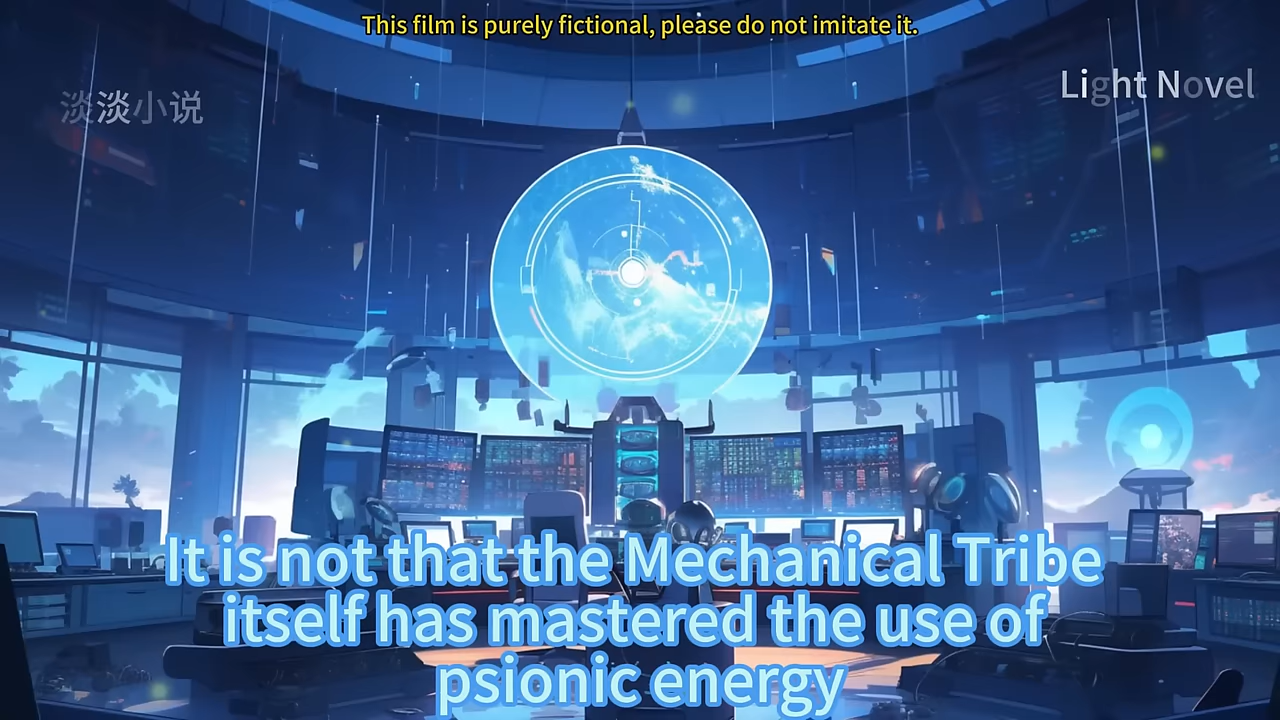 This film is purely fictional, please do not imitate it.
淡淡小说
Light Novel
It is not that the Mechanical Tribe
itself has mastered the use of
psionic energy